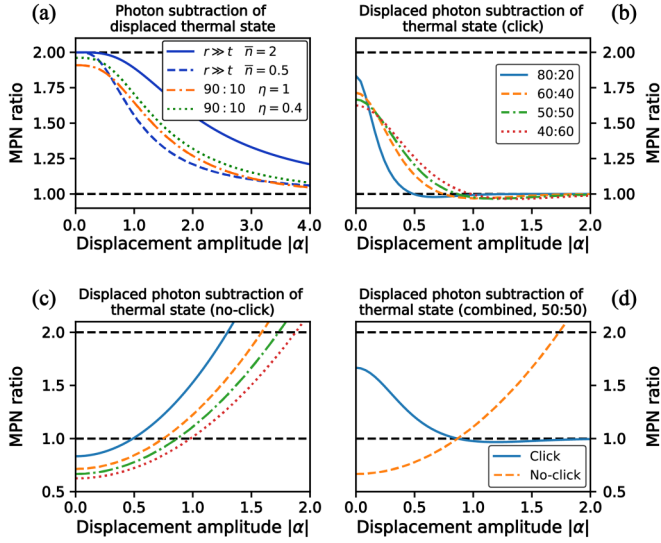 (a)
Photon subtraction of
displaced thermal state
MPN ratio
2.00
1.75
1.50
1.25
1.00
r≫t n̄=2
r≫t n̄=0.5
90:10 η=1
90:10 η=0.4
0.0 1.0 2.0 3.0 4.0
Displacement amplitude |α|
Displaced photon subtraction of
thermal state (click)
(b)
80:20
60:40
50:50
40:60
2.00
1.75
1.50
1.25
1.00
MPN ratio
0.0 0.5 1.0 1.5 2.0
Displacement amplitude |α|
(c)
Displaced photon subtraction of
thermal state (no-click)
MPN ratio
2.0
1.5
1.0
0.5
0.0 0.5 1.0 1.5 2.0
Displacement amplitude |α|
Displaced photon subtraction of
thermal state (combined, 50:50)
(d)
2.0
1.5
1.0
0.5
MPN ratio
Click
No-click
0.0 0.5 1.0 1.5 2.0
Displacement amplitude |α|